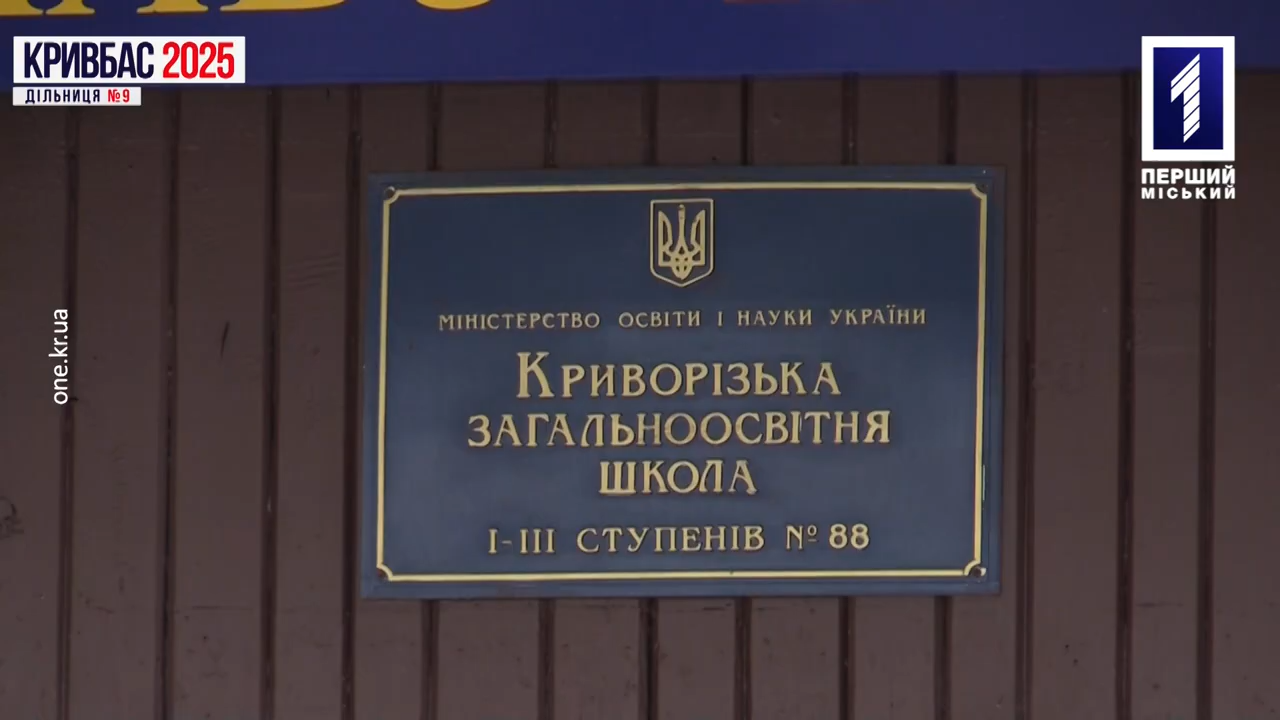 КРИВБАС 2025
ДІЛЬНИЦЯ №9
ПЕРШИЙ
МІСЬКИЙ
one.kr.ua
МІНІСТЕРСТВО ОСВІТИ І НАУКИ УКРАЇНИ
КРИВОРІЗЬКА
ЗАГАЛЬНООСВІТНЯ
ШКОЛА
І-ІІІ СТУПЕНІВ № 88